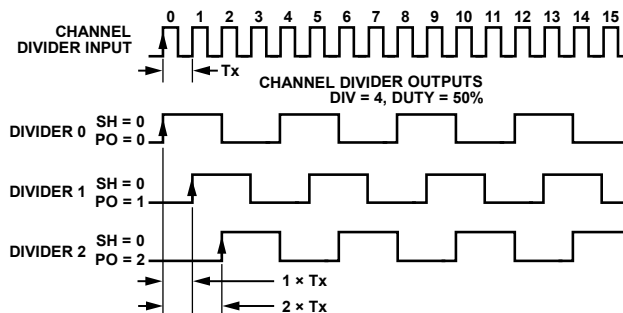 0 1 2 3 4 5 6 7 8 9 10 11 12 13 14 15
CHANNEL
DIVIDER INPUT
Tx
CHANNEL DIVIDER OUTPUTS
DIV = 4, DUTY = 50%
DIVIDER 0
SH = 0
PO = 0
DIVIDER 1
SH = 0
PO = 1
DIVIDER 2
SH = 0
PO = 2
1 × Tx
2 × Tx